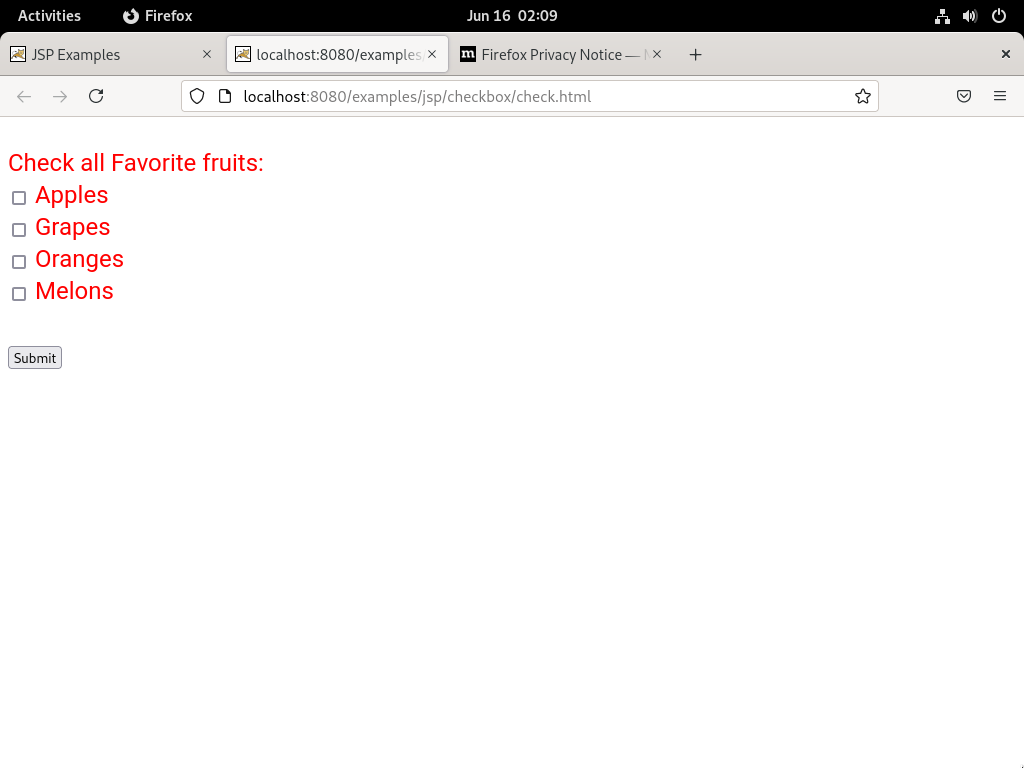 Activities Firefox Jun 16 02:09
JSP Examples localhost:8080/examples Firefox Privacy Notice —
localhost:8080/examples/jsp/checkbox/check.html
Check all Favorite fruits:
Apples
Grapes
Oranges
Melons
Submit